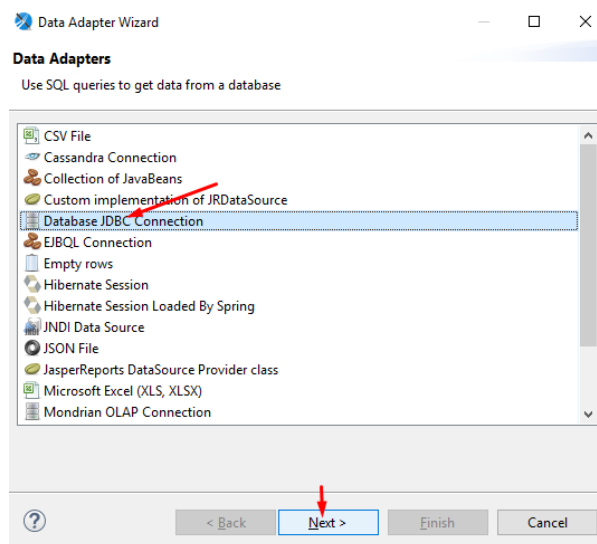 Data Adapter Wizard
Data Adapters
Use SQL queries to get data from a database
CSV File
Cassandra Connection
Collection of JavaBeans
Custom implementation of JRDataSource
Database JDBC Connection
EJBQL Connection
Empty rows
Hibernate Session
Hibernate Session Loaded By Spring
JNDI Data Source
JSON File
JasperReports DataSource Provider class
Microsoft Excel (XLS, XLSX)
Mondrian OLAP Connection
? < Back Next > Finish Cancel